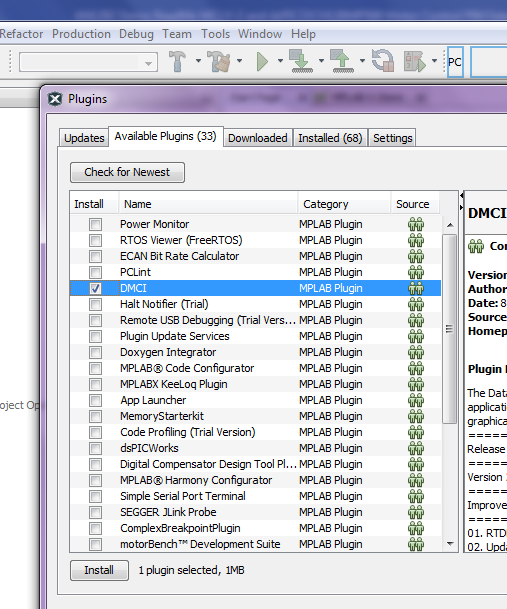 Refactor Production Debug Team Tools Window Help
PC
Plugins
Updates Available Plugins (33) Downloaded Installed (68) Settings
Check for Newest
Install Name Category Source
Power Monitor MPLAB Plugin
RTOS Viewer (FreeRTOS) MPLAB Plugin
ECAN Bit Rate Calculator MPLAB Plugin
PCLint MPLAB Plugin
DMCI MPLAB Plugin
Halt Notifier (Trial) MPLAB Plugin
Remote USB Debugging (Trial Vers... MPLAB Plugin
Plugin Update Services MPLAB Plugin
Doxygen Integrator MPLAB Plugin
MPLAB® Code Configurator MPLAB Plugin
MPLABX KeeLoq Plugin MPLAB Plugin
App Launcher MPLAB Plugin
MemoryStarterkit MPLAB Plugin
Code Profiling (Trial Version) MPLAB Plugin
dsPICWorks MPLAB Plugin
Digital Compensator Design Tool Pl... MPLAB Plugin
MPLAB® Harmony Configurator MPLAB Plugin
Simple Serial Port Terminal MPLAB Plugin
SEGGER JLink Probe MPLAB Plugin
ComplexBreakpointPlugin MPLAB Plugin
motorBench™ Development Suite MPLAB Plugin
Install 1 plugin selected, 1MB
DMCI
Co
Version
Author
Date: 8
Source
Homep
Plugin
The Data
applicatio
graphica
======
Release
======
Version
======
Improve
======
01. RTD
02. Upda
oject Op